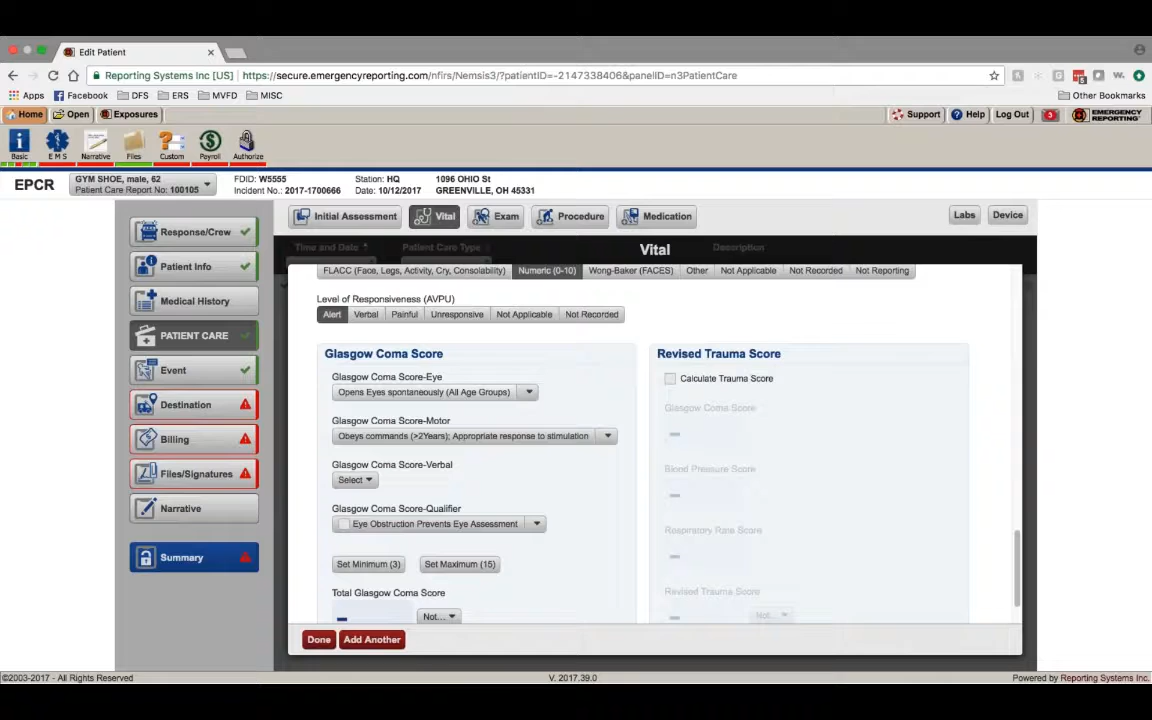 Edit Patient
Reporting Systems Inc [US] https://secure.emergencyreporting.com/nfirs/Nemsis3/?patientID=-2147338406&panelID=n3PatientCare
Apps Facebook DFS ERS MVFD MISC Other Bookmarks
Home Open Exposures Support Help Log Out EMERGENCY REPORTING
Basic EMS Narrative Files Custom Payroll Authorize
EPCR
GYM SHOE, male, 62
Patient Care Report No: 100105
FDID: W5555
Incident No.: 2017-1700666
Station: HQ
Date: 10/12/2017
1096 OHIO St
GREENVILLE, OH 45331
Response/Crew
Patient Info
Medical History
PATIENT CARE
Event
Destination
Billing
Files/Signatures
Narrative
Summary
Initial Assessment Vital Exam Procedure Medication Labs Device
Time and Date Patient Care Type Vital Description
FLACC (Face, Legs, Activity, Cry, Consolability) Numeric (0-10) Wong-Baker (FACES) Other Not Applicable Not Recorded Not Reporting
Level of Responsiveness (AVPU)
Alert Verbal Painful Unresponsive Not Applicable Not Recorded
Glasgow Coma Score
Glasgow Coma Score-Eye
Opens Eyes spontaneously (All Age Groups)
Glasgow Coma Score-Motor
Obeys commands (>2Years); Appropriate response to stimulation
Glasgow Coma Score-Verbal
Select
Glasgow Coma Score-Qualifier
Eye Obstruction Prevents Eye Assessment
Set Minimum (3) Set Maximum (15)
Total Glasgow Coma Score
Not...
Revised Trauma Score
Calculate Trauma Score
Glasgow Coma Score
Blood Pressure Score
Respiratory Rate Score
Revised Trauma Score
Not...
Done Add Another
©2003-2017 - All Rights Reserved V. 2017.39.0 Powered by Reporting Systems Inc.